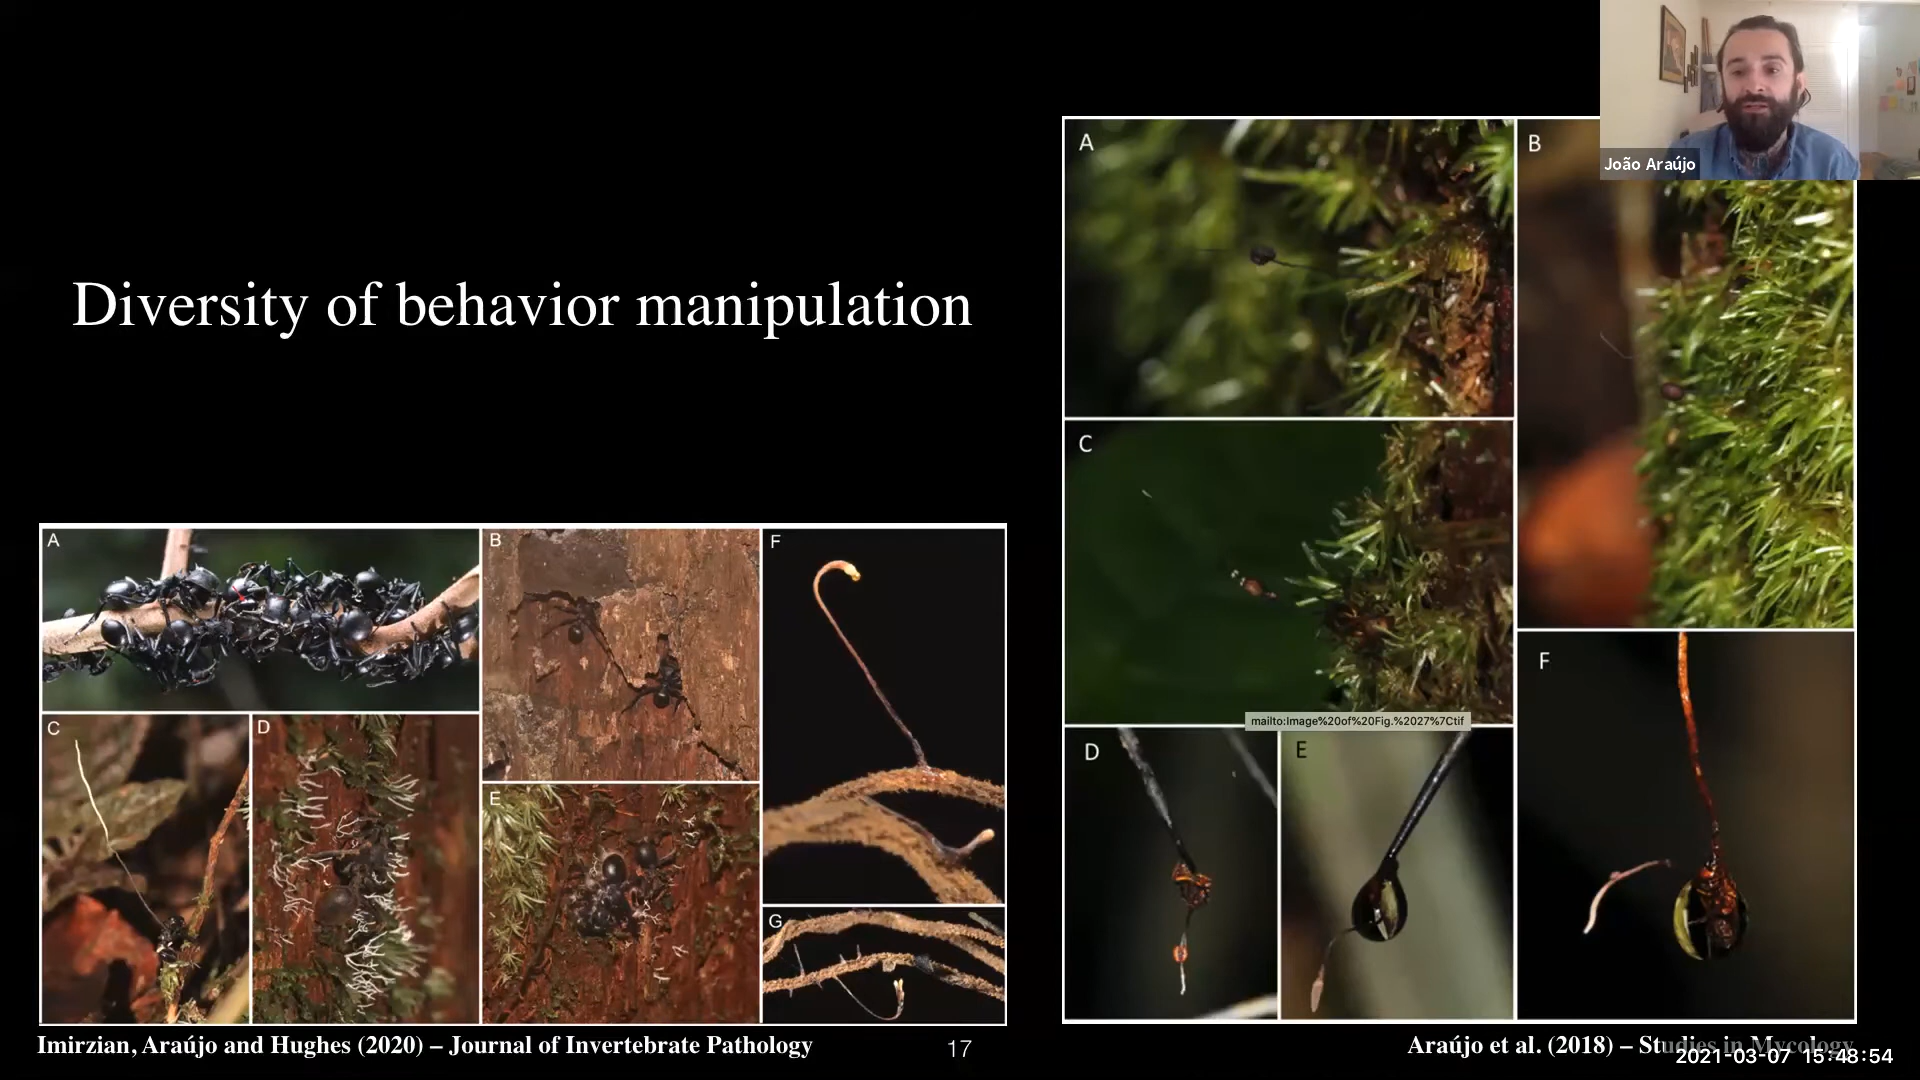 João Araújo
Diversity of behavior manipulation
A
B
C
D
E
F
G
A
B
C
D
E
F
mailto:Image%20of%20Fig.%2027%7Ctif
Imirzian, Araújo and Hughes (2020) – Journal of Invertebrate Pathology
17
Araújo et al. (2018) – Studies in Mycology
2021-03-07 15:48:54